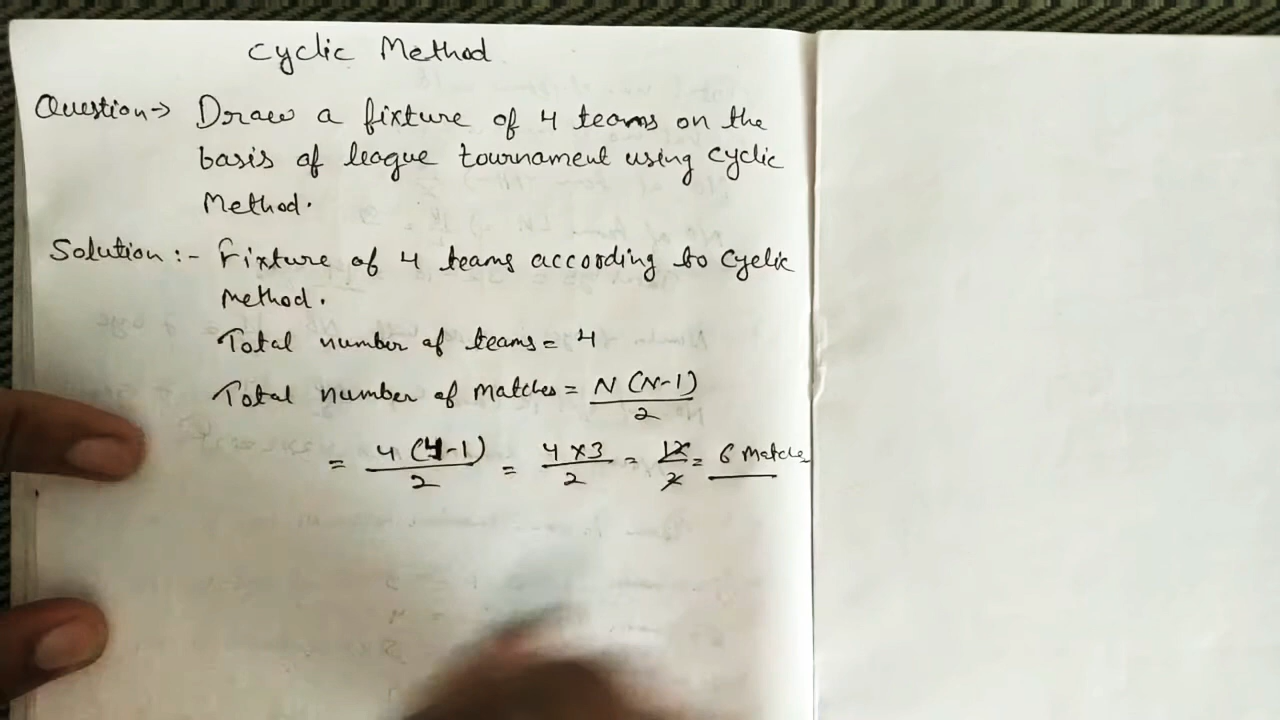 Cyclic Method
Question→ Draw a fixture of 4 teams on the
basis of league tournament using cyclic
Method.
Solution :- Fixture of 4 teams according to cyclic
Method.
Total number of teams = 4
Total number of matches = N (N-1)
2
= 4 (4-1) = 4 x 3 = 12 = 6 Matche
2 2 2